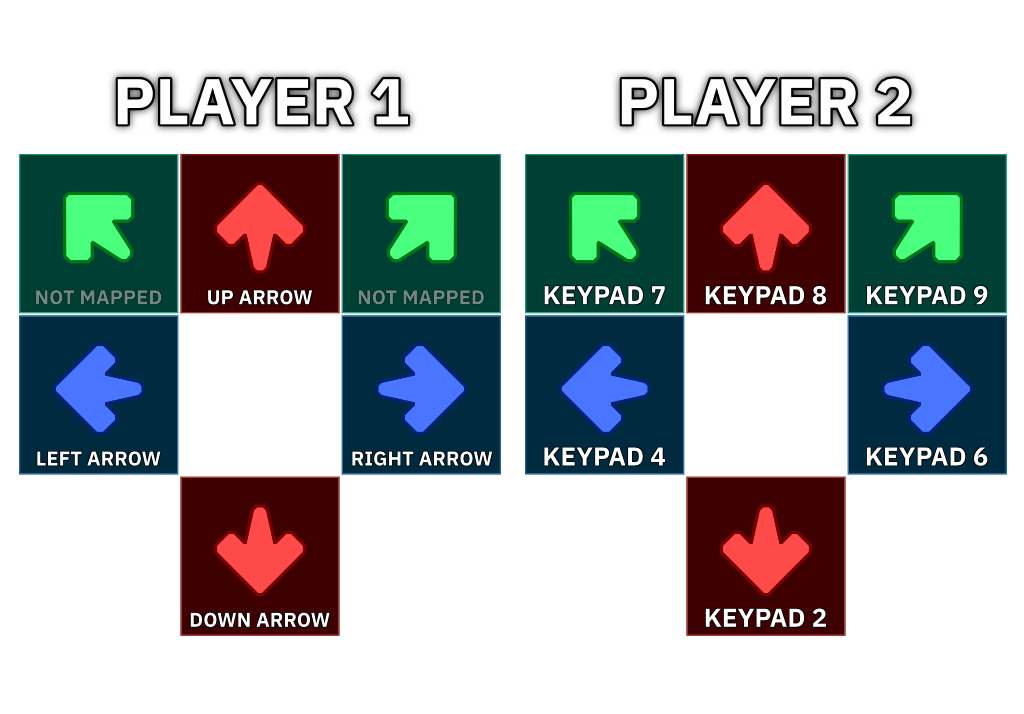 PLAYER 1
NOT MAPPED
UP ARROW
NOT MAPPED
LEFT ARROW
RIGHT ARROW
DOWN ARROW
PLAYER 2
KEYPAD 7
KEYPAD 8
KEYPAD 9
KEYPAD 4
KEYPAD 6
KEYPAD 2